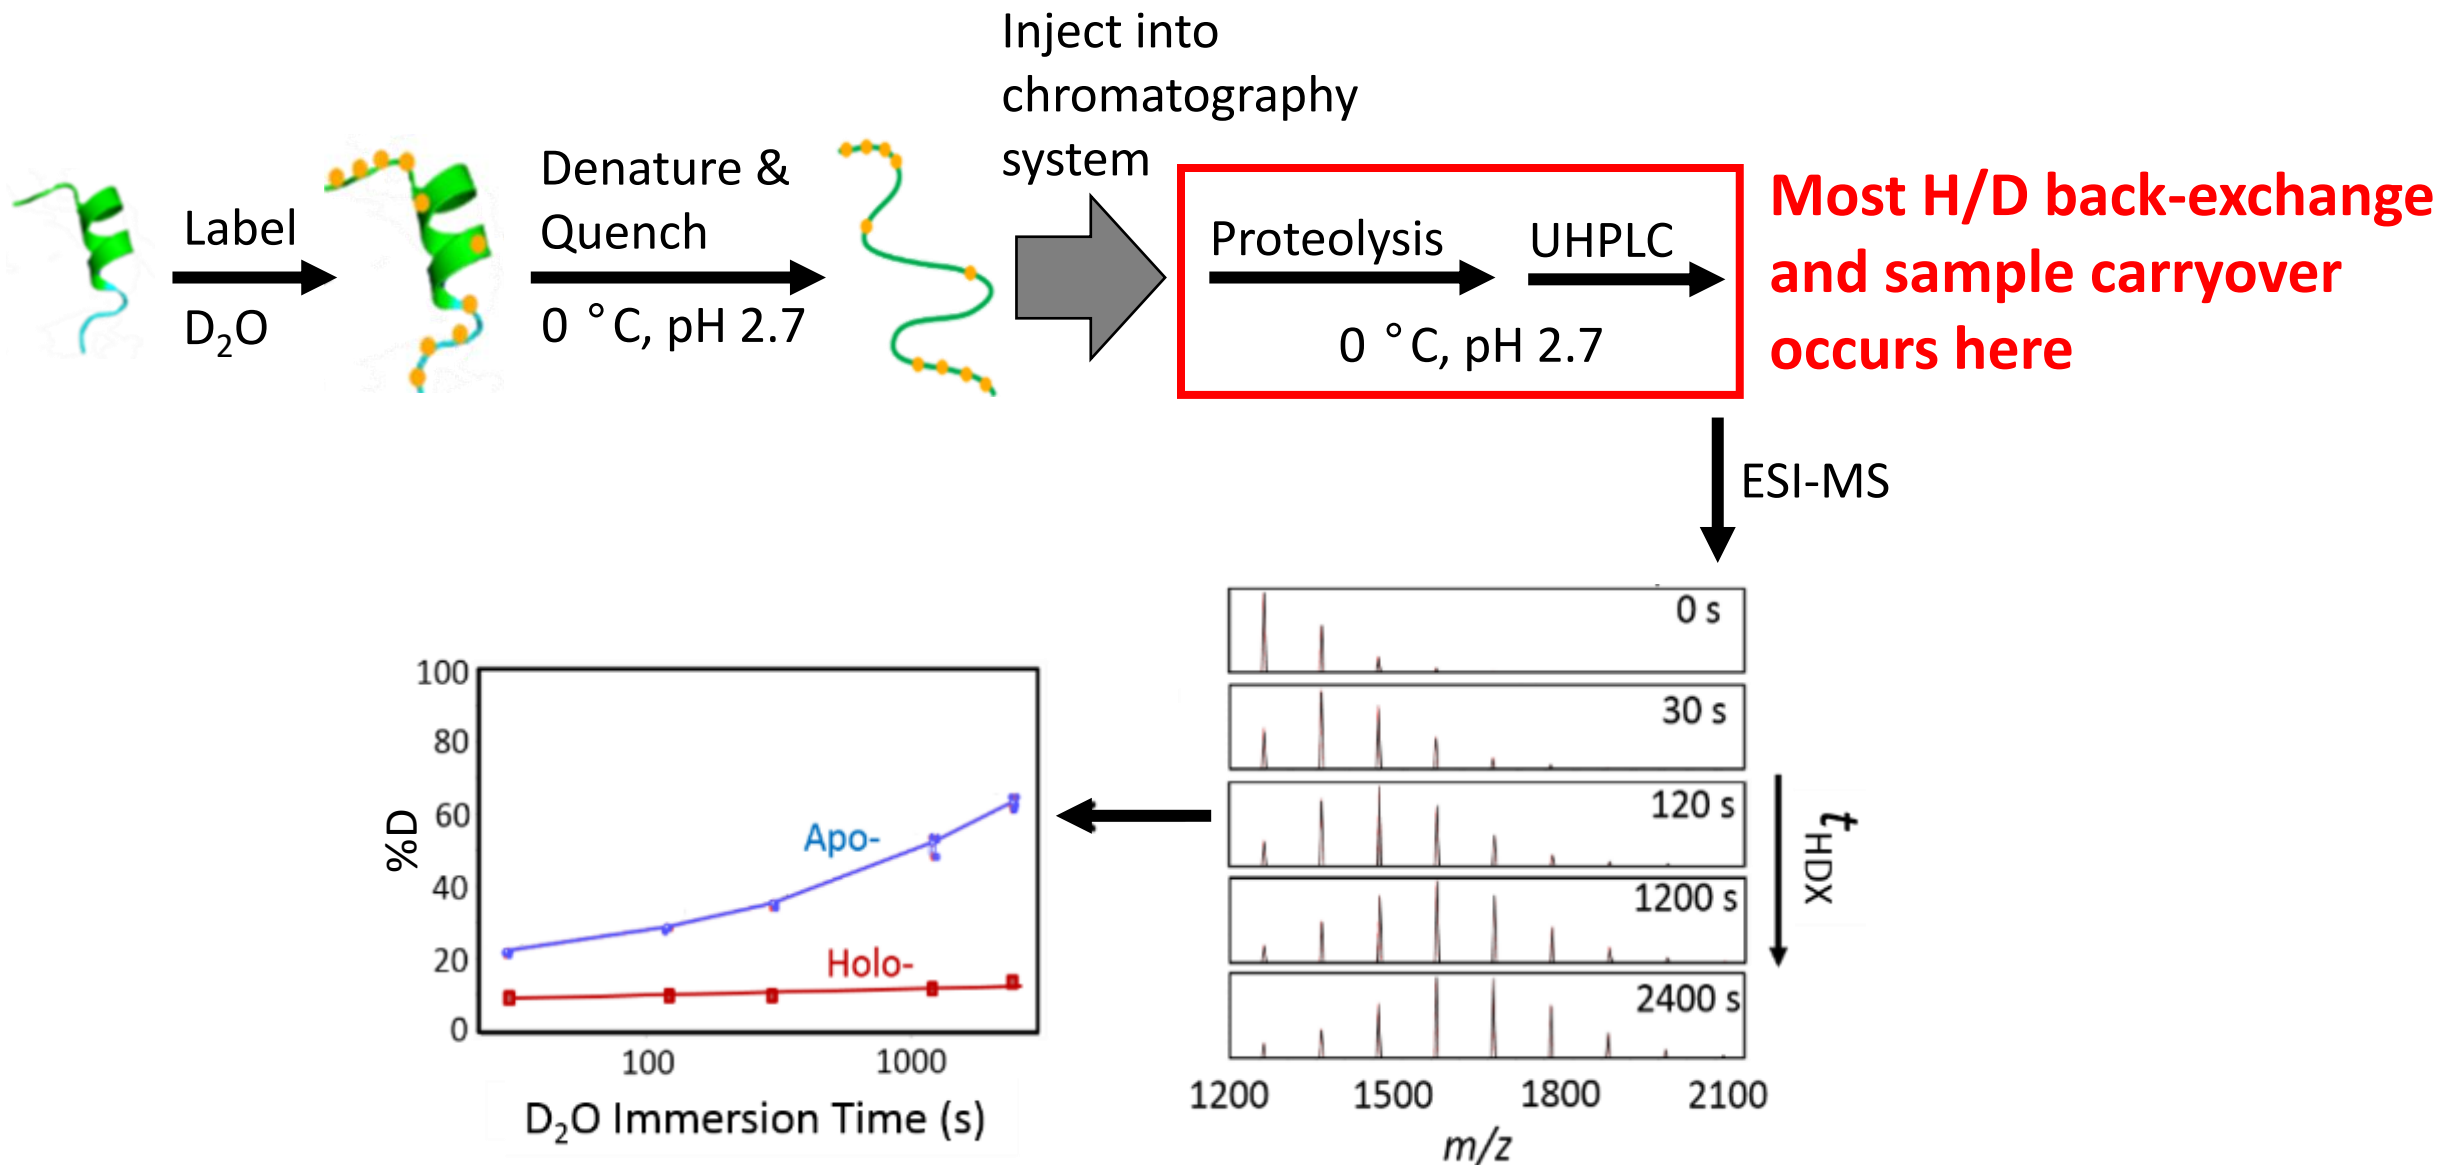 Inject into
chromatography
system
Label
D₂O
Denature &
Quench
0 °C, pH 2.7
Proteolysis
UHPLC
0 °C, pH 2.7
Most H/D back-exchange
and sample carryover
occurs here
ESI-MS
0 s
30 s
120 s
1200 s
2400 s
tHDX
1200 1500 1800 2100
m/z
100
80
60
40
20
0
%D
Apo-
Holo-
100 1000
D₂O Immersion Time (s)